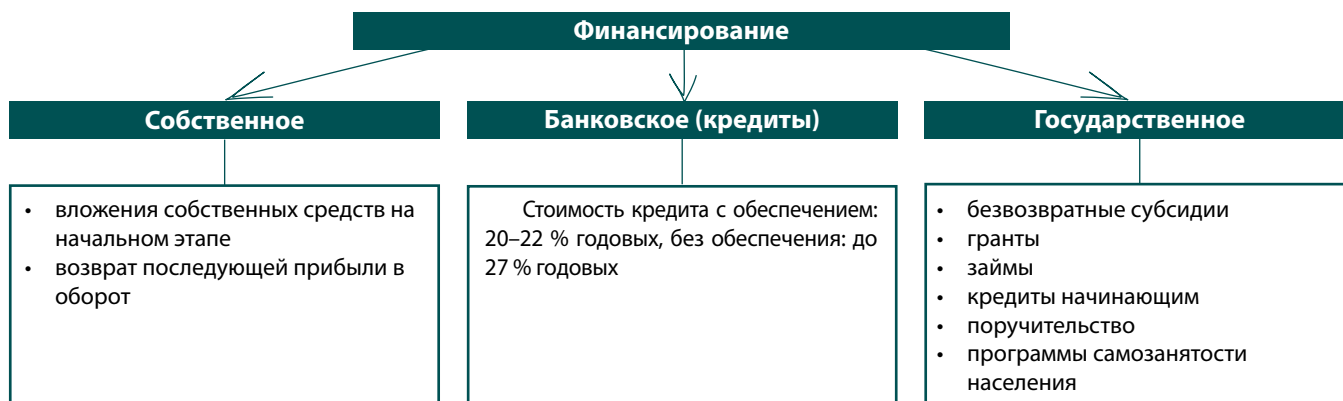 Финансирование
Собственное
• вложения собственных средств на
начальном этапе
• возврат последующей прибыли в
оборот
Банковское (кредиты)
Стоимость кредита с обеспечением:
20–22 % годовых, без обеспечения: до
27 % годовых
Государственное
• безвозвратные субсидии
• гранты
• займы
• кредиты начинающим
• поручительство
• программы самозанятости
населения